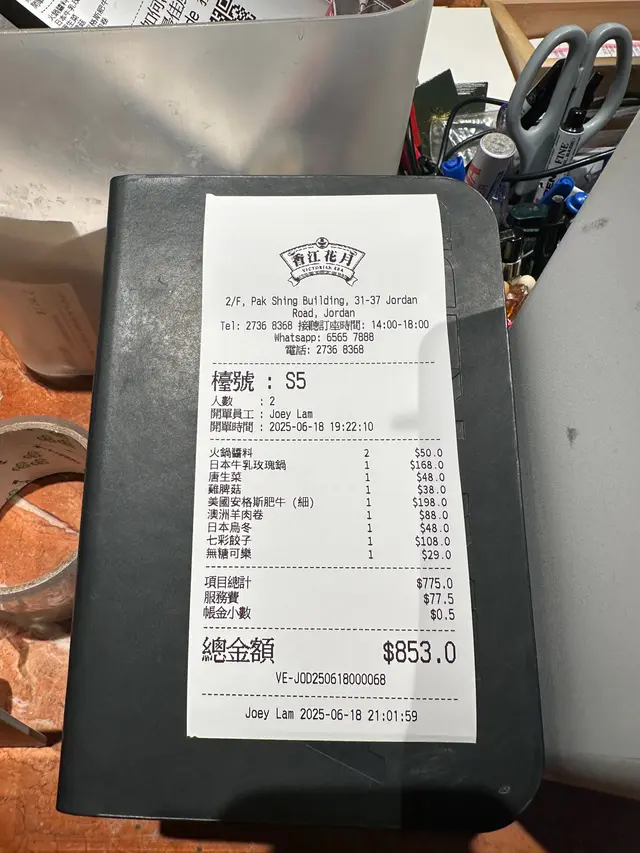 香江花月
VICTORIAN ERA
2/F, Pak Shing Building, 31-37 Jordan
Road, Jordan
Tel: 2736 8368 接聽訂座時間: 14:00-18:00
Whatsapp: 6565 7888
電話: 2736 8368
檯號 : S5
人數 : 2
開單員工 : Joey Lam
開單時間 : 2025-06-18 19:22:10
火鍋醬料 2 $50.0
日本牛乳玫瑰鍋 1 $168.0
唐生菜 1 $48.0
雞脾菇 1 $38.0
美國安格斯肥牛 (細) 1 $198.0
澳洲羊肉卷 1 $88.0
日本烏冬 1 $48.0
七彩餃子 1 $108.0
無糖可樂 1 $29.0
項目總計 $775.0
服務費 $77.5
帳金小數 $0.5
總金額 $853.0
VE-JOD250618000068
Joey Lam 2025-06-18 21:01:59
FINE